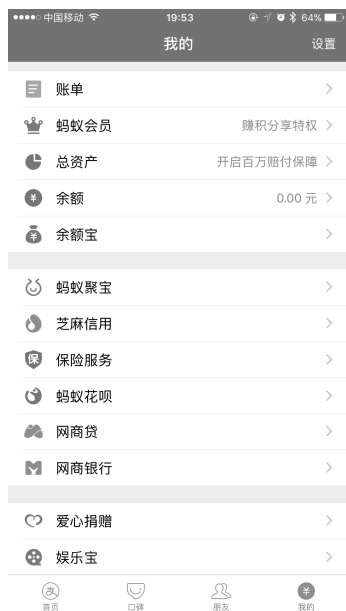 中国移动 19:53 64%
我的 设置
账单
蚂蚁会员 赚积分享特权
总资产 开启百万赔付保障
¥ 余额 0.00 元
¥ 余额宝
蚂蚁聚宝
芝麻信用
保 保险服务
蚂蚁花呗
网商贷
网商银行
爱心捐赠
娱乐宝
支 ¥
首页 口碑 朋友 我的